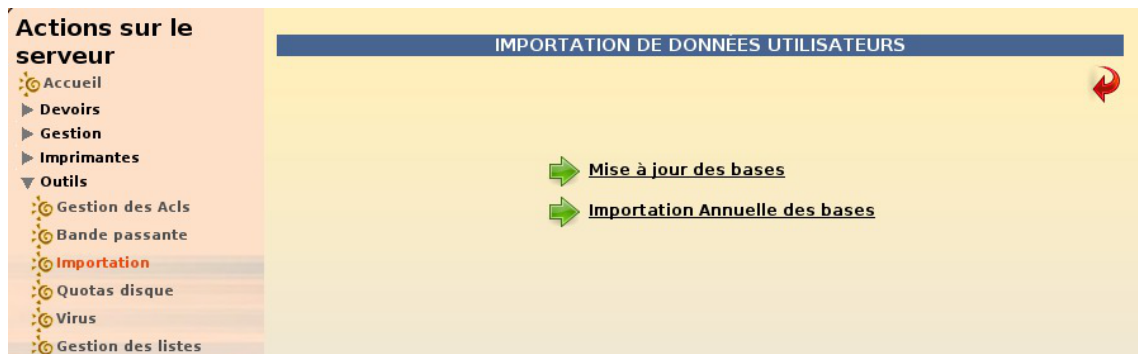 Actions sur le
serveur
Accueil
Devoirs
Gestion
Imprimantes
Outils
Gestion des Acls
Bande passante
Importation
Quotas disque
Virus
Gestion des listes
IMPORTATION DE DONNÉES UTILISATEURS
Mise à jour des bases
Importation Annuelle des bases